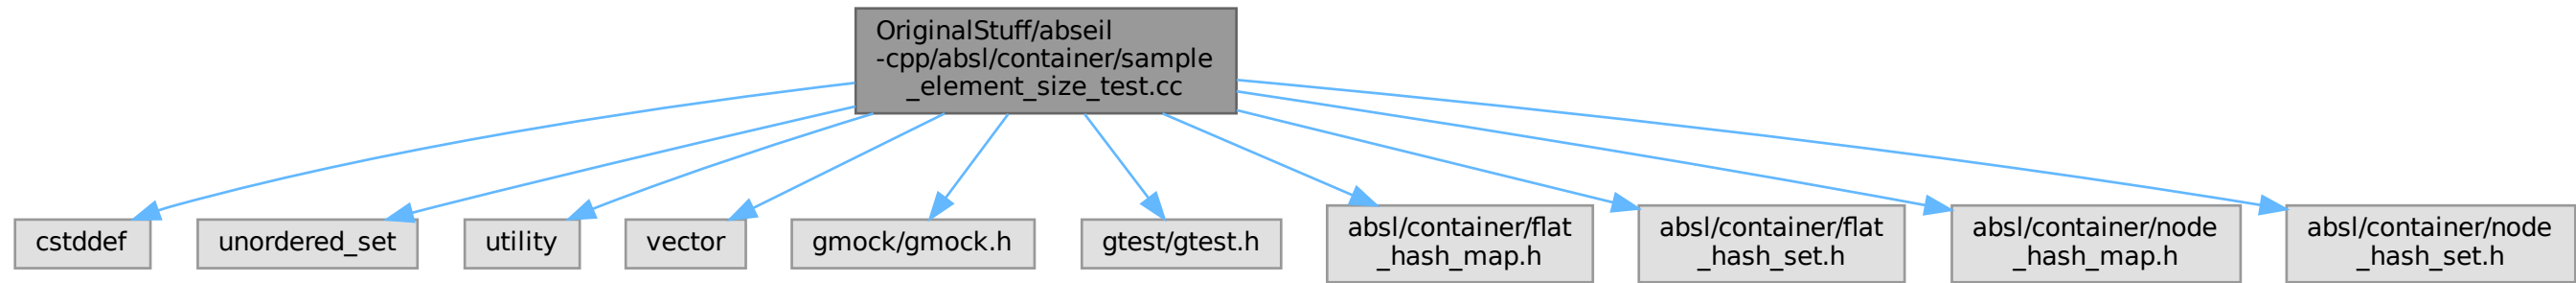 OriginalStuff/abseil
-cpp/absl/container/sample
_element_size_test.cc
cstddef
unordered_set
utility
vector
gmock/gmock.h
gtest/gtest.h
absl/container/flat
_hash_map.h
absl/container/flat
_hash_set.h
absl/container/node
_hash_map.h
absl/container/node
_hash_set.h